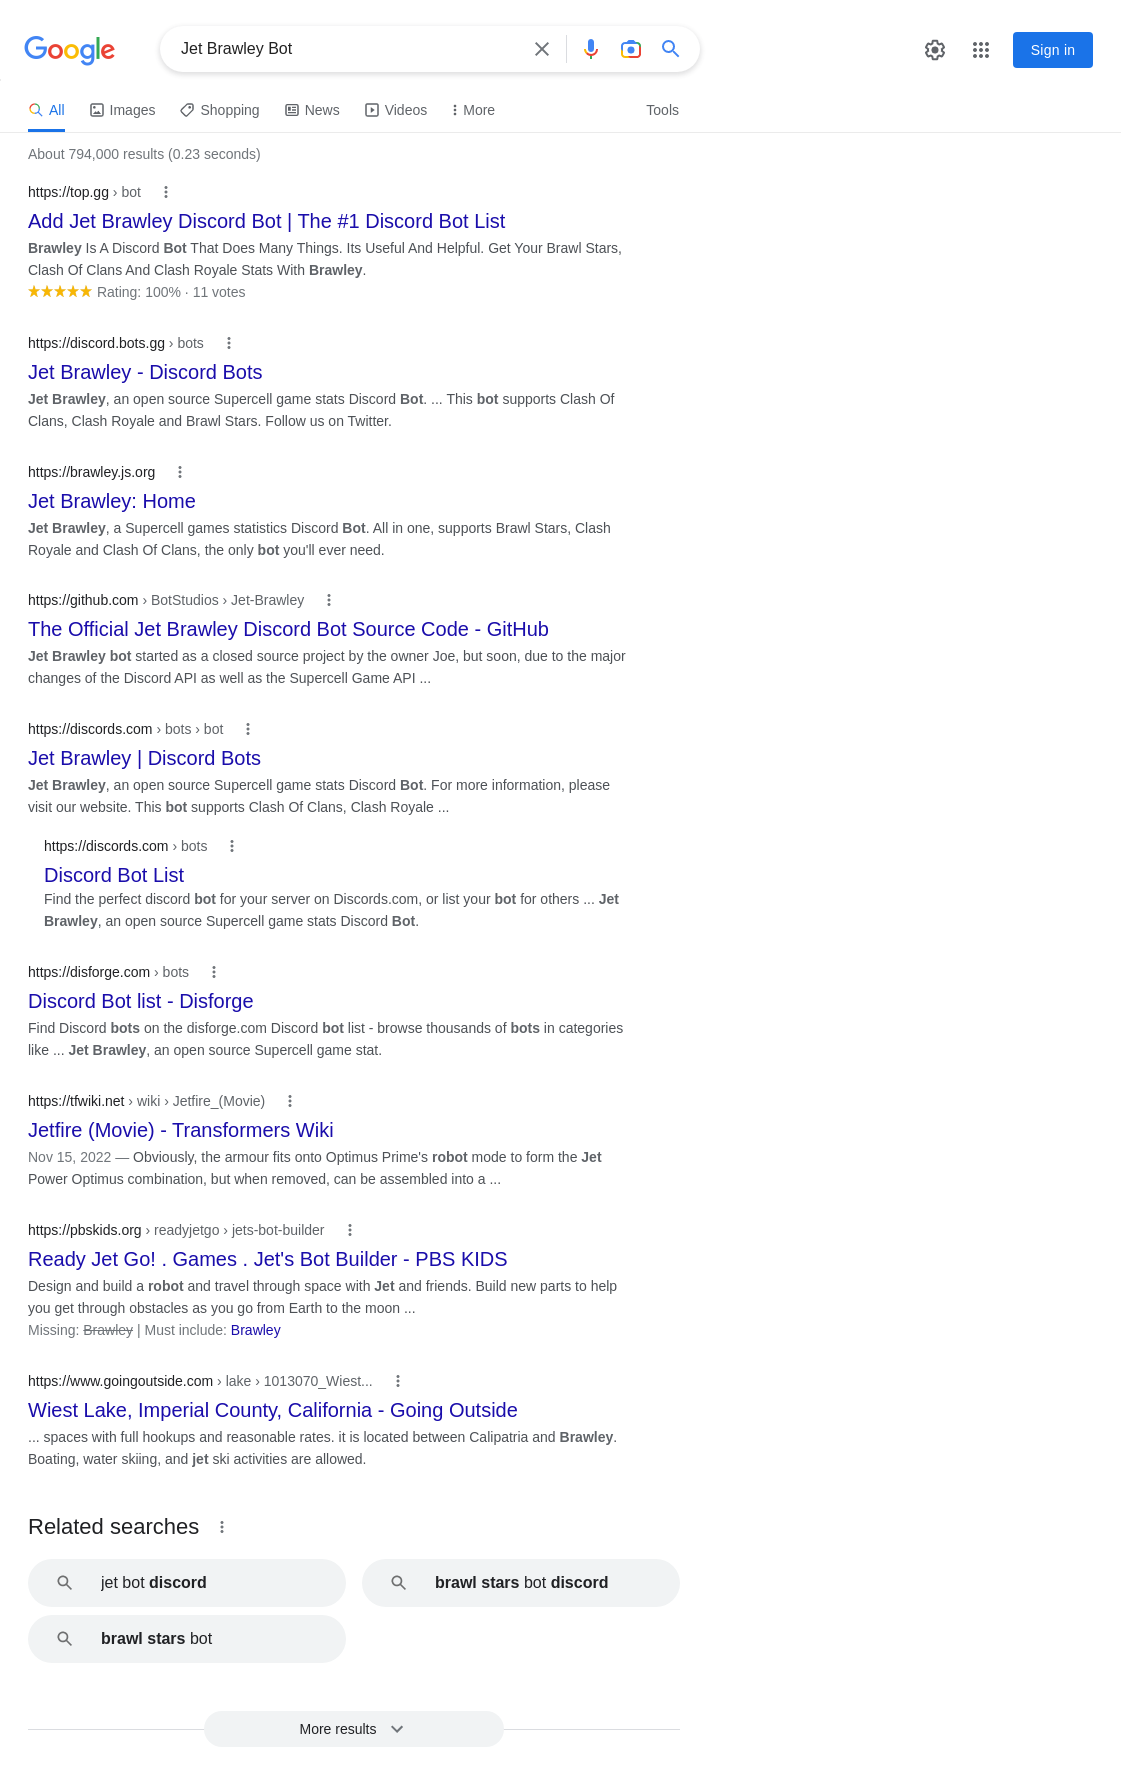 Google
Jet Brawley Bot
Sign in
All
Images
Shopping
News
Videos
More
Tools
About 794,000 results (0.23 seconds)
https://top.gg › bot
Add Jet Brawley Discord Bot | The #1 Discord Bot List
Brawley Is A Discord Bot That Does Many Things. Its Useful And Helpful. Get Your Brawl Stars,
Clash Of Clans And Clash Royale Stats With Brawley.
Rating: 100% · 11 votes
https://discord.bots.gg › bots
Jet Brawley - Discord Bots
Jet Brawley, an open source Supercell game stats Discord Bot. ... This bot supports Clash Of
Clans, Clash Royale and Brawl Stars. Follow us on Twitter.
https://brawley.js.org
Jet Brawley: Home
Jet Brawley, a Supercell games statistics Discord Bot. All in one, supports Brawl Stars, Clash
Royale and Clash Of Clans, the only bot you'll ever need.
https://github.com › BotStudios › Jet-Brawley
The Official Jet Brawley Discord Bot Source Code - GitHub
Jet Brawley bot started as a closed source project by the owner Joe, but soon, due to the major
changes of the Discord API as well as the Supercell Game API ...
https://discords.com › bots › bot
Jet Brawley | Discord Bots
Jet Brawley, an open source Supercell game stats Discord Bot. For more information, please
visit our website. This bot supports Clash Of Clans, Clash Royale ...
https://discords.com › bots
Discord Bot List
Find the perfect discord bot for your server on Discords.com, or list your bot for others ... Jet
Brawley, an open source Supercell game stats Discord Bot.
https://disforge.com › bots
Discord Bot list - Disforge
Find Discord bots on the disforge.com Discord bot list - browse thousands of bots in categories
like ... Jet Brawley, an open source Supercell game stat.
https://tfwiki.net › wiki › Jetfire_(Movie)
Jetfire (Movie) - Transformers Wiki
Nov 15, 2022 — Obviously, the armour fits onto Optimus Prime's robot mode to form the Jet
Power Optimus combination, but when removed, can be assembled into a ...
https://pbskids.org › readyjetgo › jets-bot-builder
Ready Jet Go! . Games . Jet's Bot Builder - PBS KIDS
Design and build a robot and travel through space with Jet and friends. Build new parts to help
you get through obstacles as you go from Earth to the moon ...
Missing: Brawley | Must include: Brawley
https://www.goingoutside.com › lake › 1013070_Wiest...
Wiest Lake, Imperial County, California - Going Outside
... spaces with full hookups and reasonable rates. it is located between Calipatria and Brawley.
Boating, water skiing, and jet ski activities are allowed.
Related searches
jet bot discord
brawl stars bot discord
brawl stars bot
More results